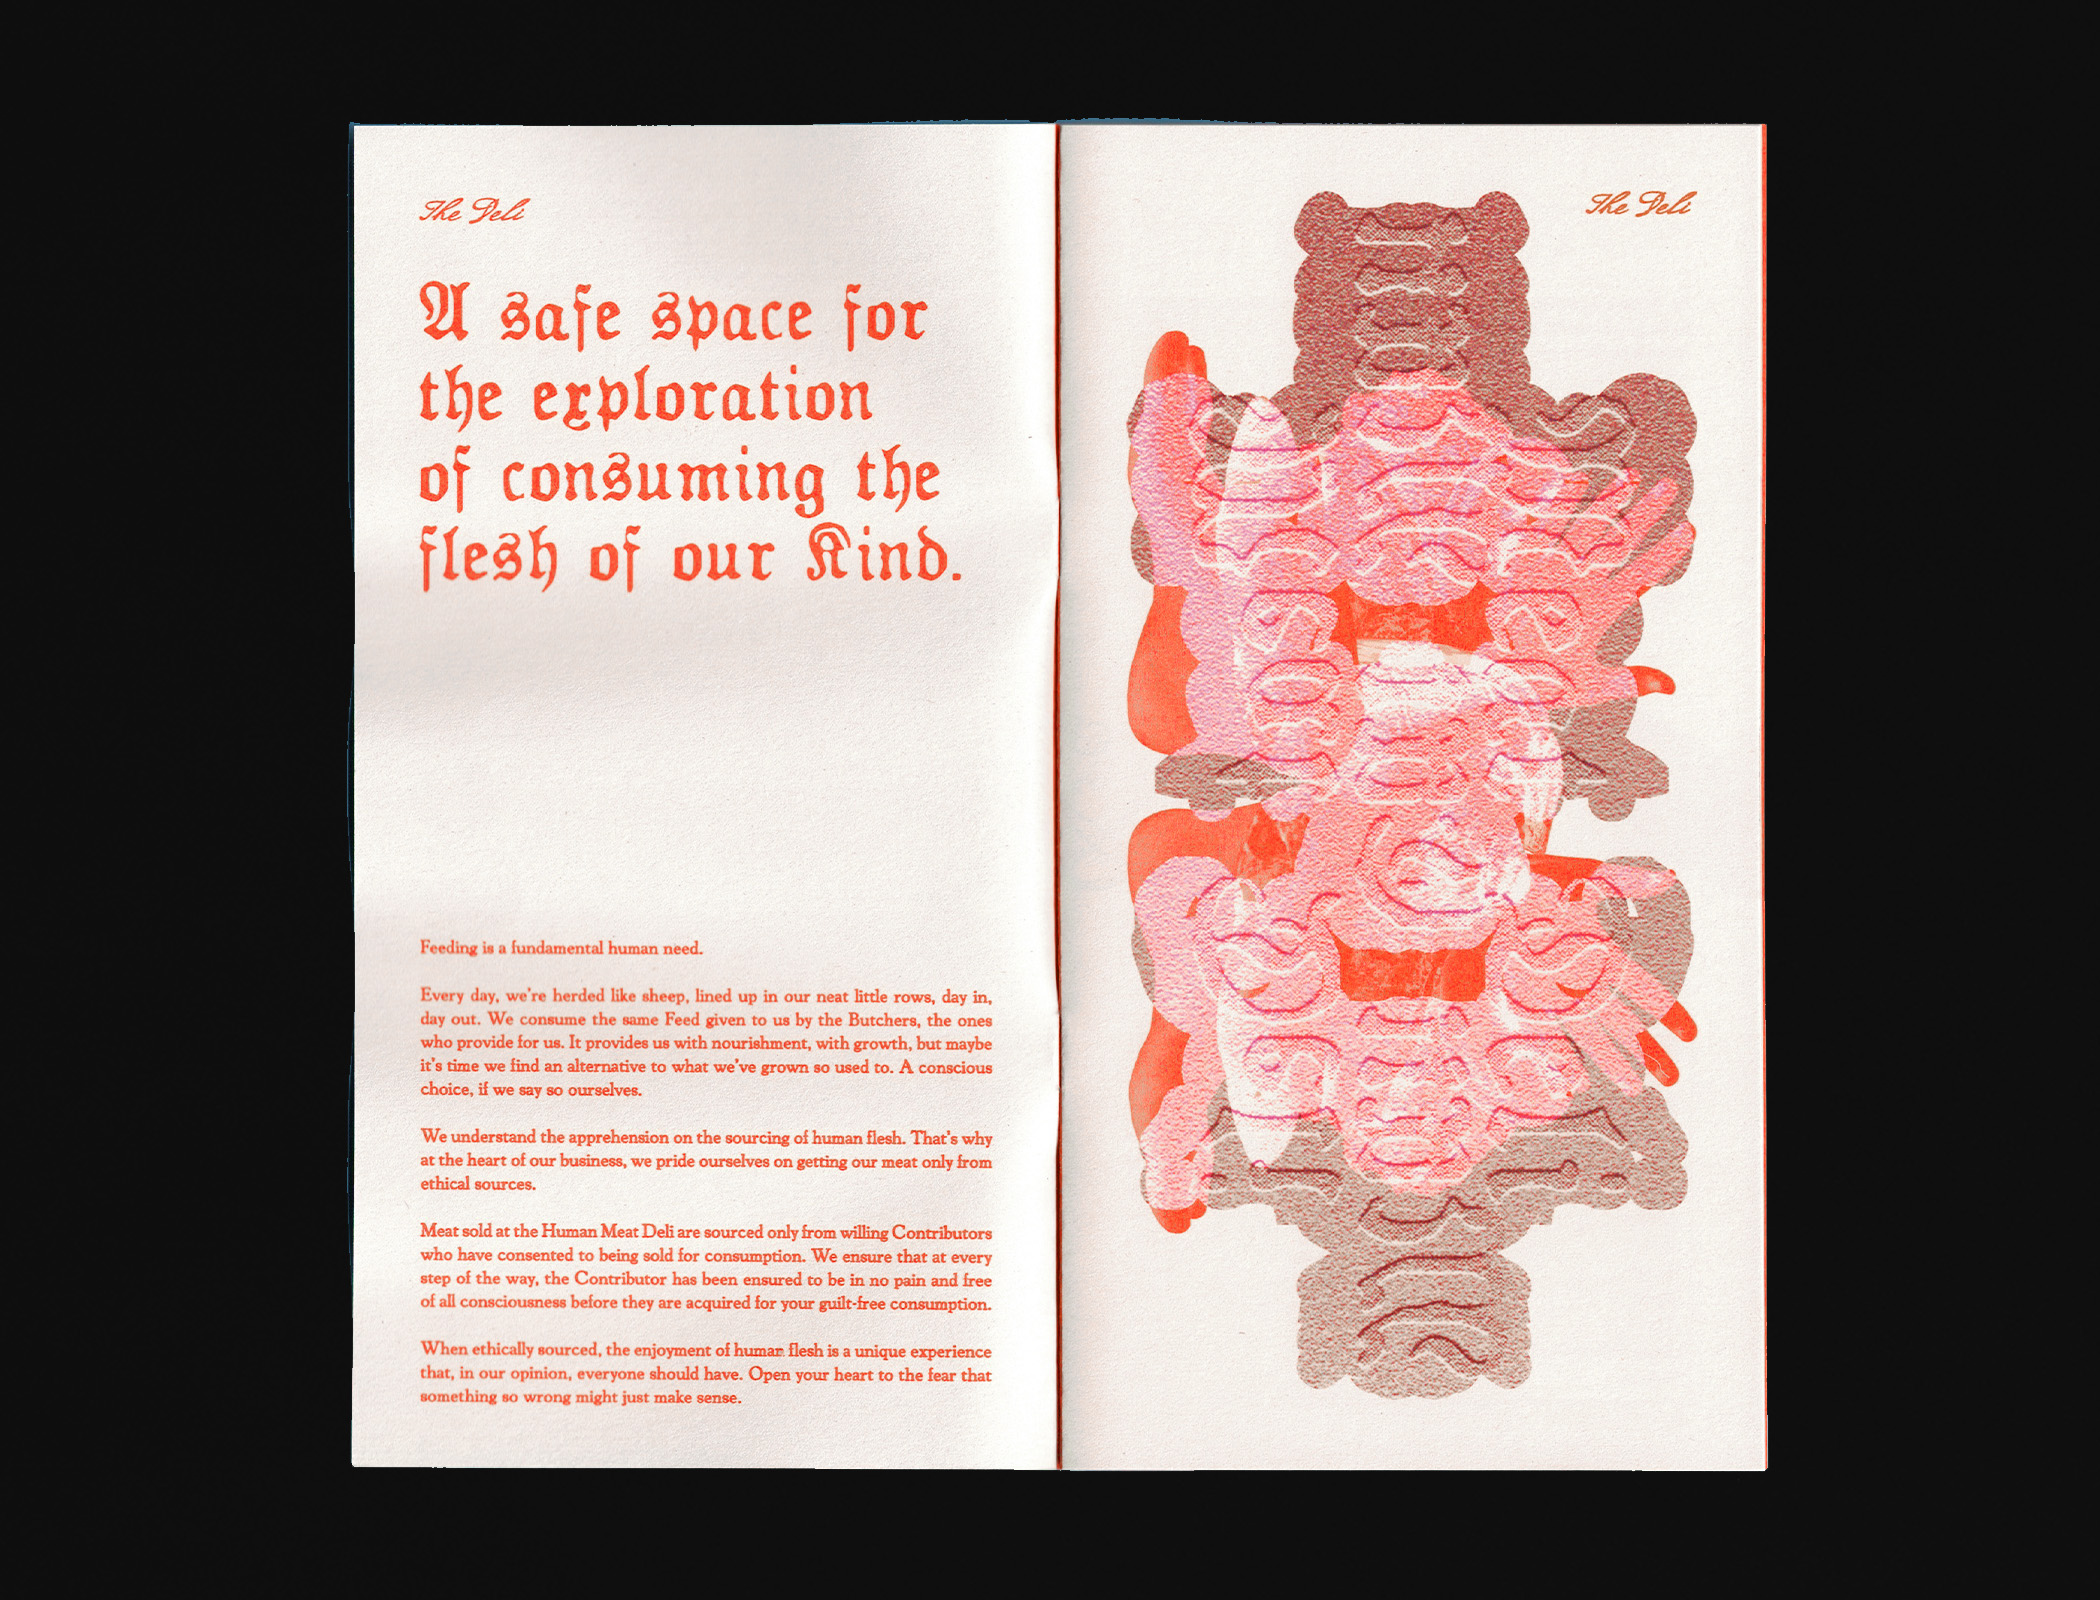 The Deli
A safe space for
the exploration
of consuming the
flesh of our Kind.
Feeding is a fundamental human need.
Every day, we're herded like sheep, lined up in our neat little rows, day in,
day out. We consume the same Feed given to us by the Butchers, the ones
who provide for us. It provides us with nourishment, with growth, but maybe
it's time we find an alternative to what we've grown so used to. A conscious
choice, if we say so ourselves.
We understand the apprehension on the sourcing of human flesh. That's why
at the heart of our business, we pride ourselves on getting our meat only from
ethical sources.
Meat sold at the Human Meat Deli are sourced only from willing Contributors
who have consented to being sold for consumption. We ensure that at every
step of the way, the Contributor has been ensured to be in no pain and free
of all consciousness before they are acquired for your guilt-free consumption.
When ethically sourced, the enjoyment of human flesh is a unique experience
that, in our opinion, everyone should have. Open your heart to the fear that
something so wrong might just make sense.
The Deli